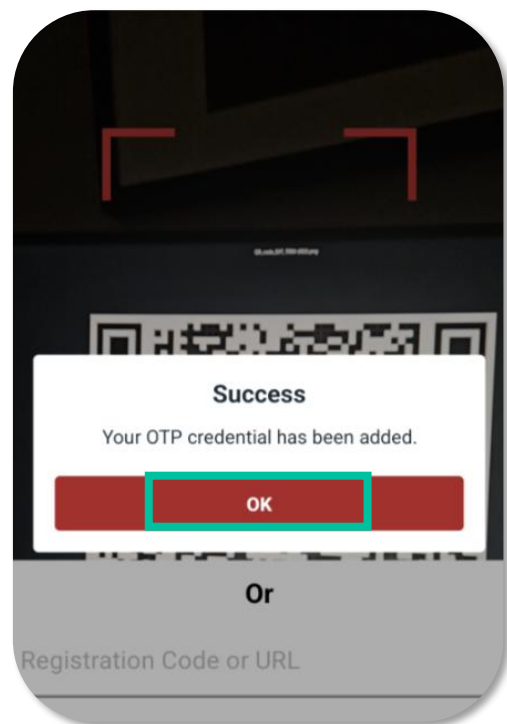 Success
Your OTP credential has been added.
OK
Or
Registration Code or URL